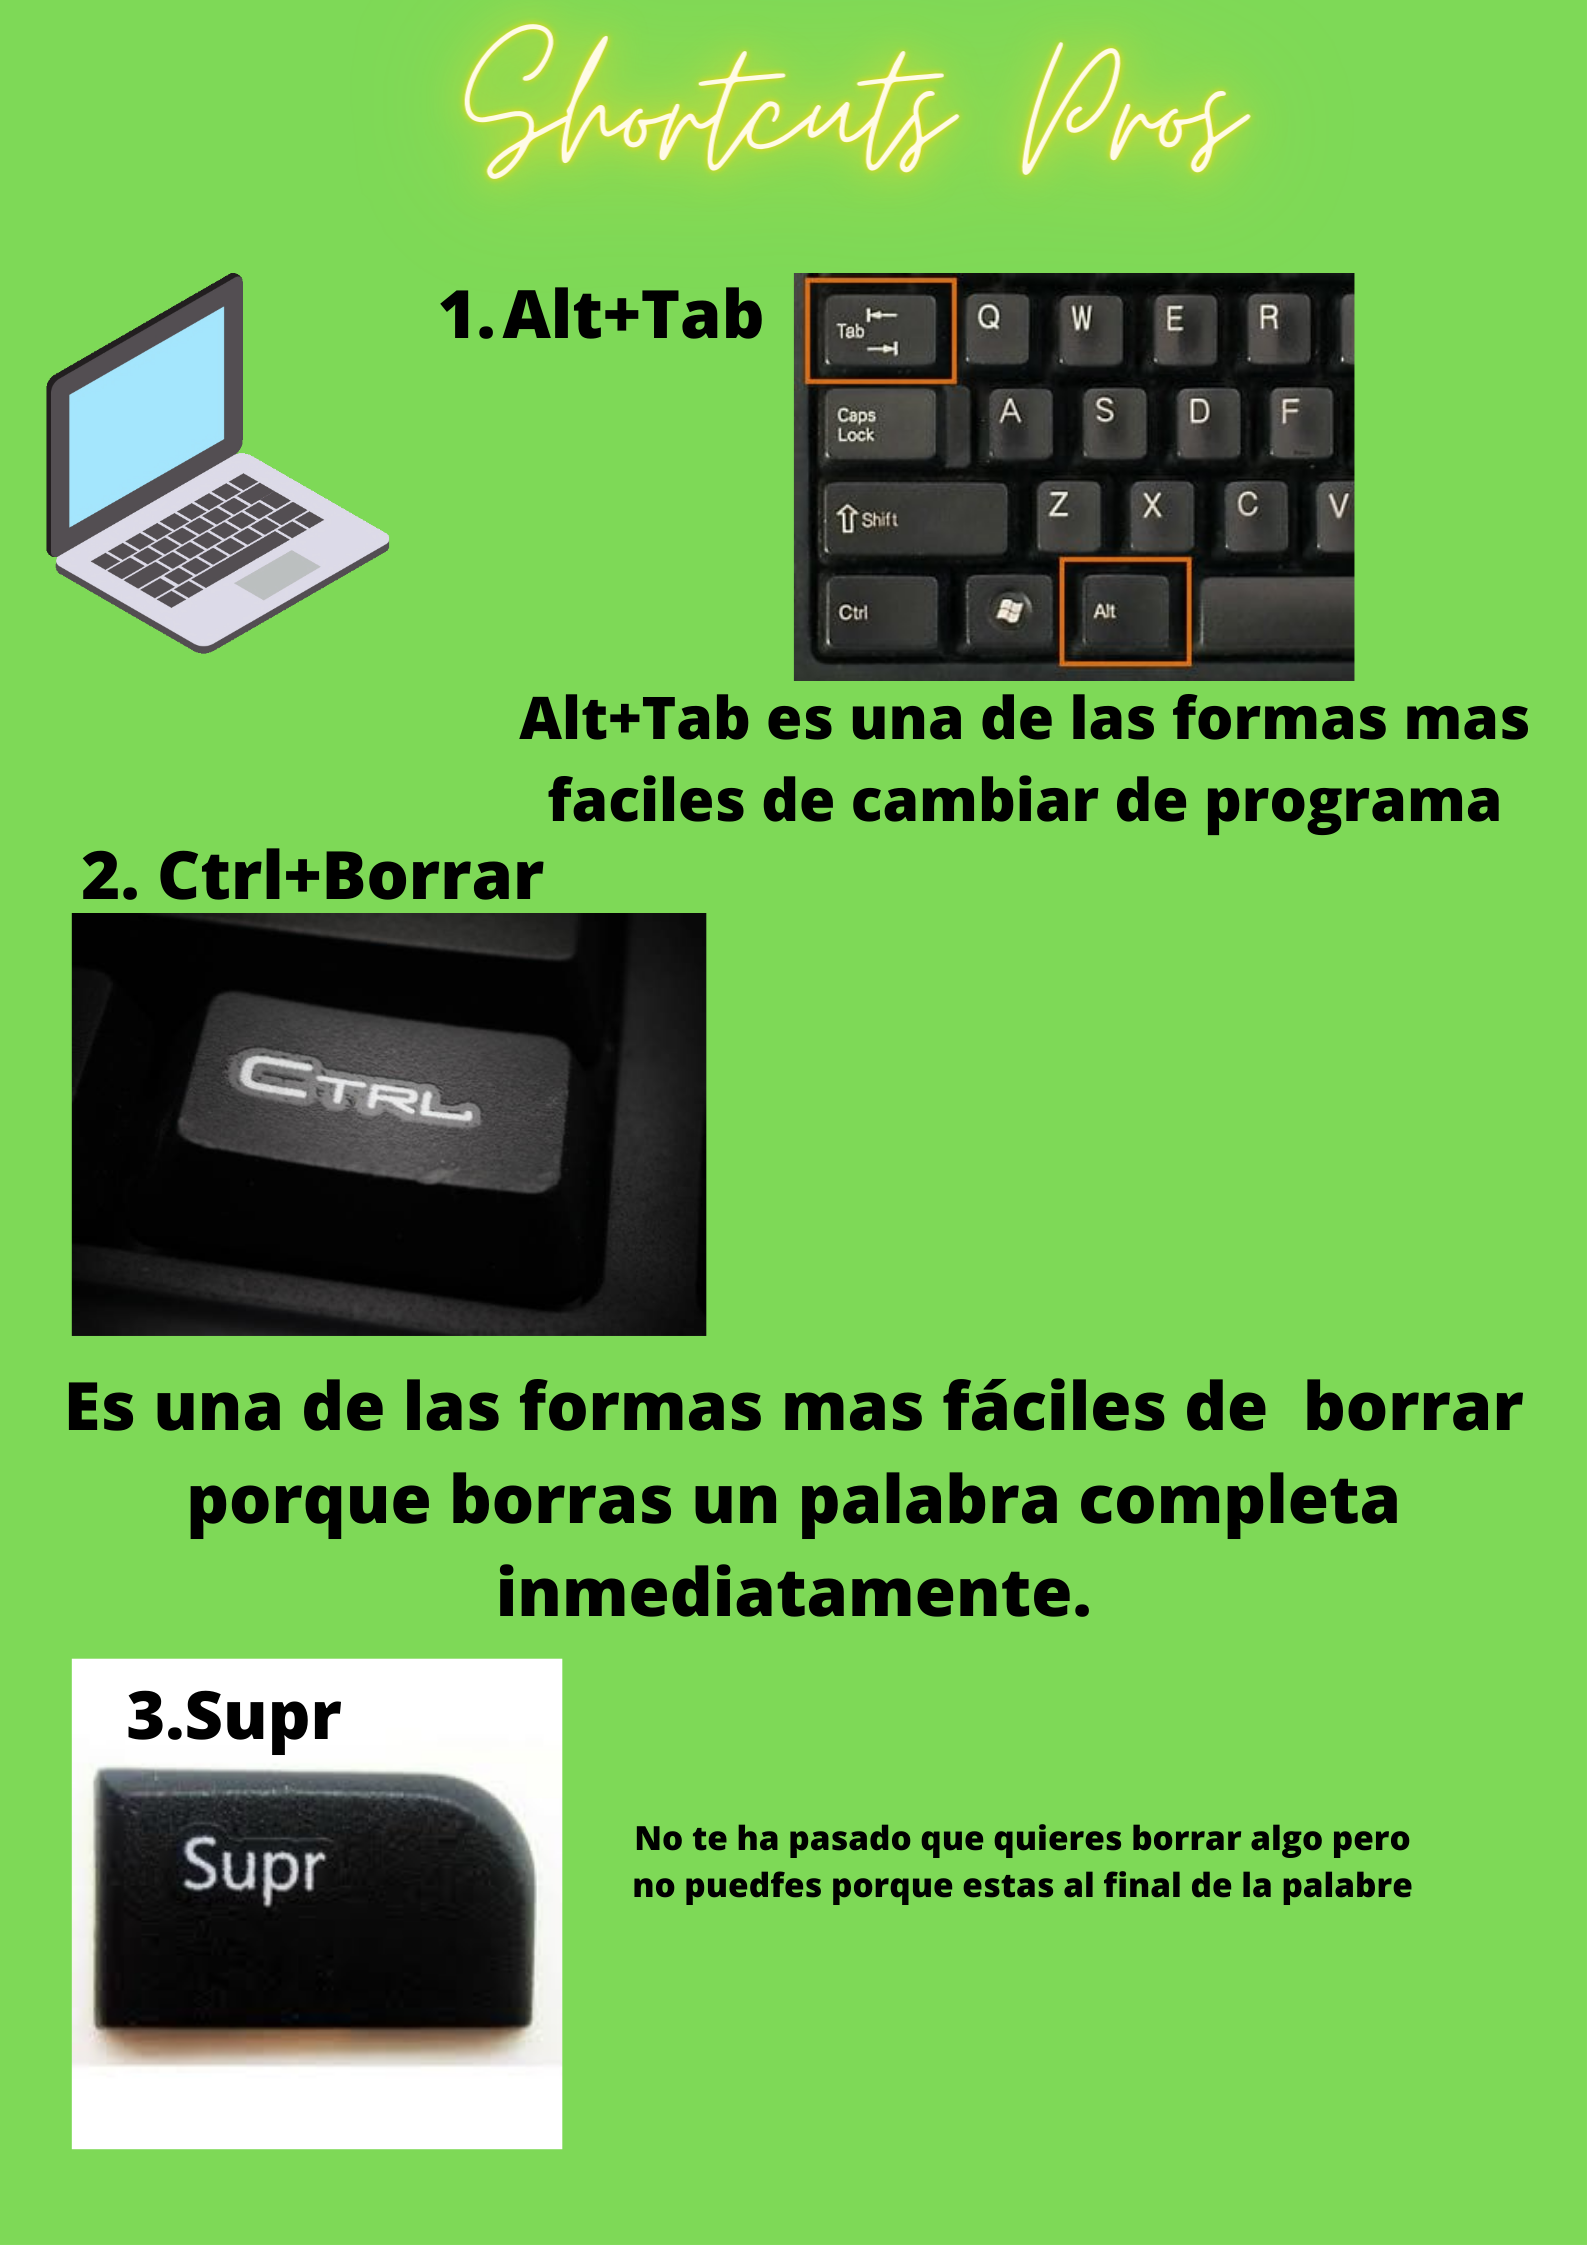 Shortcuts Pros
1. Alt+Tab
Tab Q W E R
Caps Lock A S D F
Shift Z X C V
Ctrl Alt
Alt+Tab es una de las formas mas
faciles de cambiar de programa
2. Ctrl+Borrar
CTRL
Es una de las formas mas fáciles de borrar
porque borras un palabra completa
inmediatamente.
3.Supr
Supr
No te ha pasado que quieres borrar algo pero
no puedfes porque estas al final de la palabre